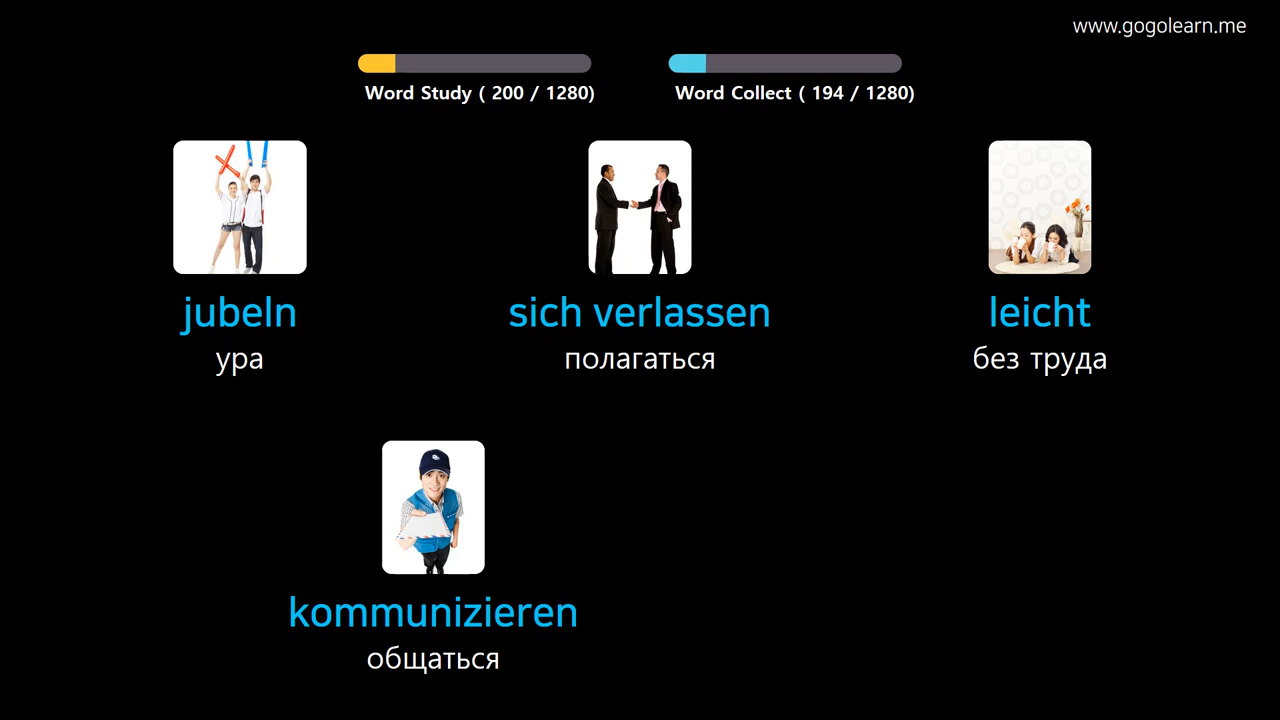 www.gogolearn.me
Word Study ( 200 / 1280)
Word Collect ( 194 / 1280)
jubeln
ура
sich verlassen
полагаться
leicht
без труда
kommunizieren
общаться